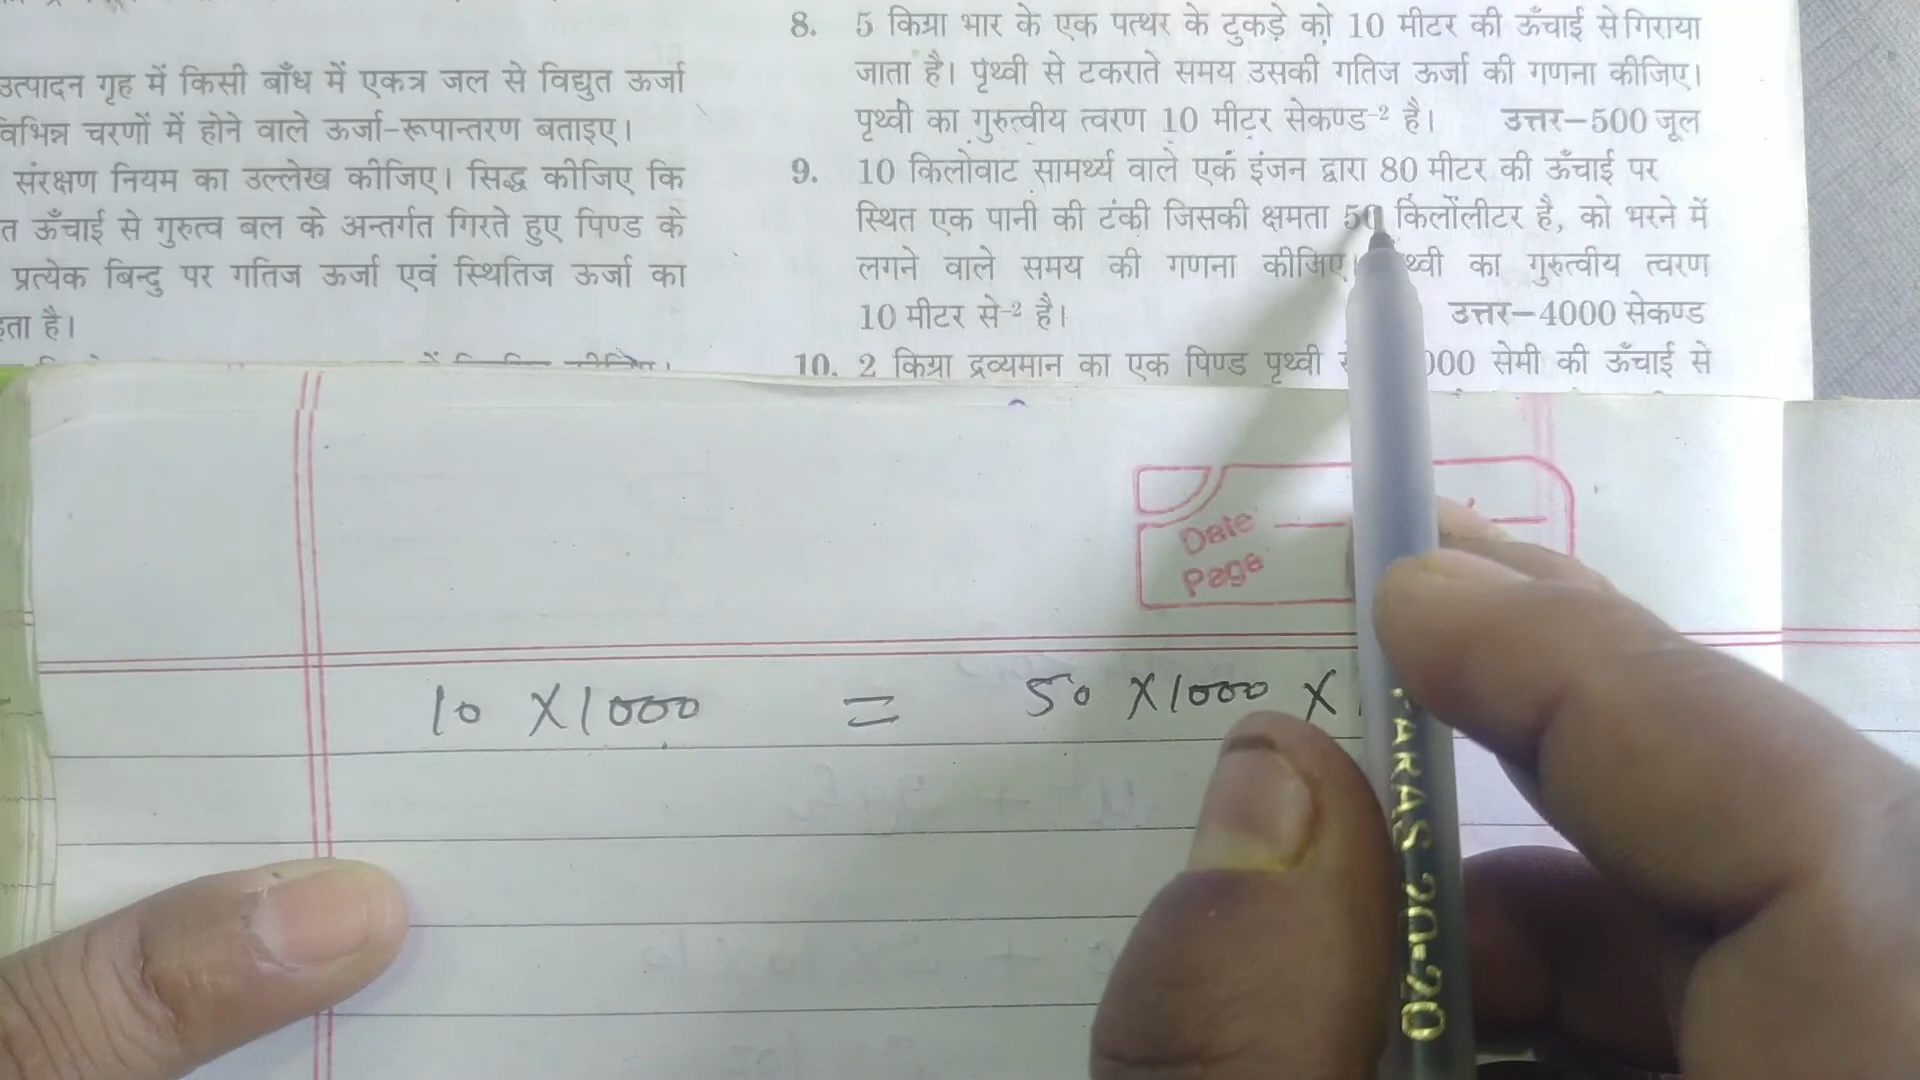 उत्पादन गृह में किसी बाँध में एकत्र जल से विद्युत ऊर्जा
विभिन्न चरणों में होने वाले ऊर्जा-रूपान्तरण बताइए।
संरक्षण नियम का उल्लेख कीजिए। सिद्ध कीजिए कि
त ऊँचाई से गुरुत्व बल के अन्तर्गत गिरते हुए पिण्ड के
प्रत्येक बिन्दु पर गतिज ऊर्जा एवं स्थितिज ऊर्जा का
है।
8. 5 किग्रा भार के एक पत्थर के टुकड़े को 10 मीटर की ऊँचाई से गिराया
जाता है। पृथ्वी से टकराते समय उसकी गतिज ऊर्जा की गणना कीजिए।
पृथ्वी का गुरुत्वीय त्वरण 10 मीटर सेकण्ड⁻² है। उत्तर–500 जूल
9. 10 किलोवाट सामर्थ्य वाले एक इंजन द्वारा 80 मीटर की ऊँचाई पर
स्थित एक पानी की टंकी जिसकी क्षमता 50 किलोलीटर है, को भरने में
लगने वाले समय की गणना कीजिए। थ्वी का गुरुत्वीय त्वरण
10 मीटर से⁻² है। उत्तर–4000 सेकण्ड
10. 2 किग्रा द्रव्यमान का एक पिण्ड पृथ्वी 000 सेमी की ऊँचाई से
Date
Page
10 × 1000 = 50 × 1000 ×
ARAS 20-20